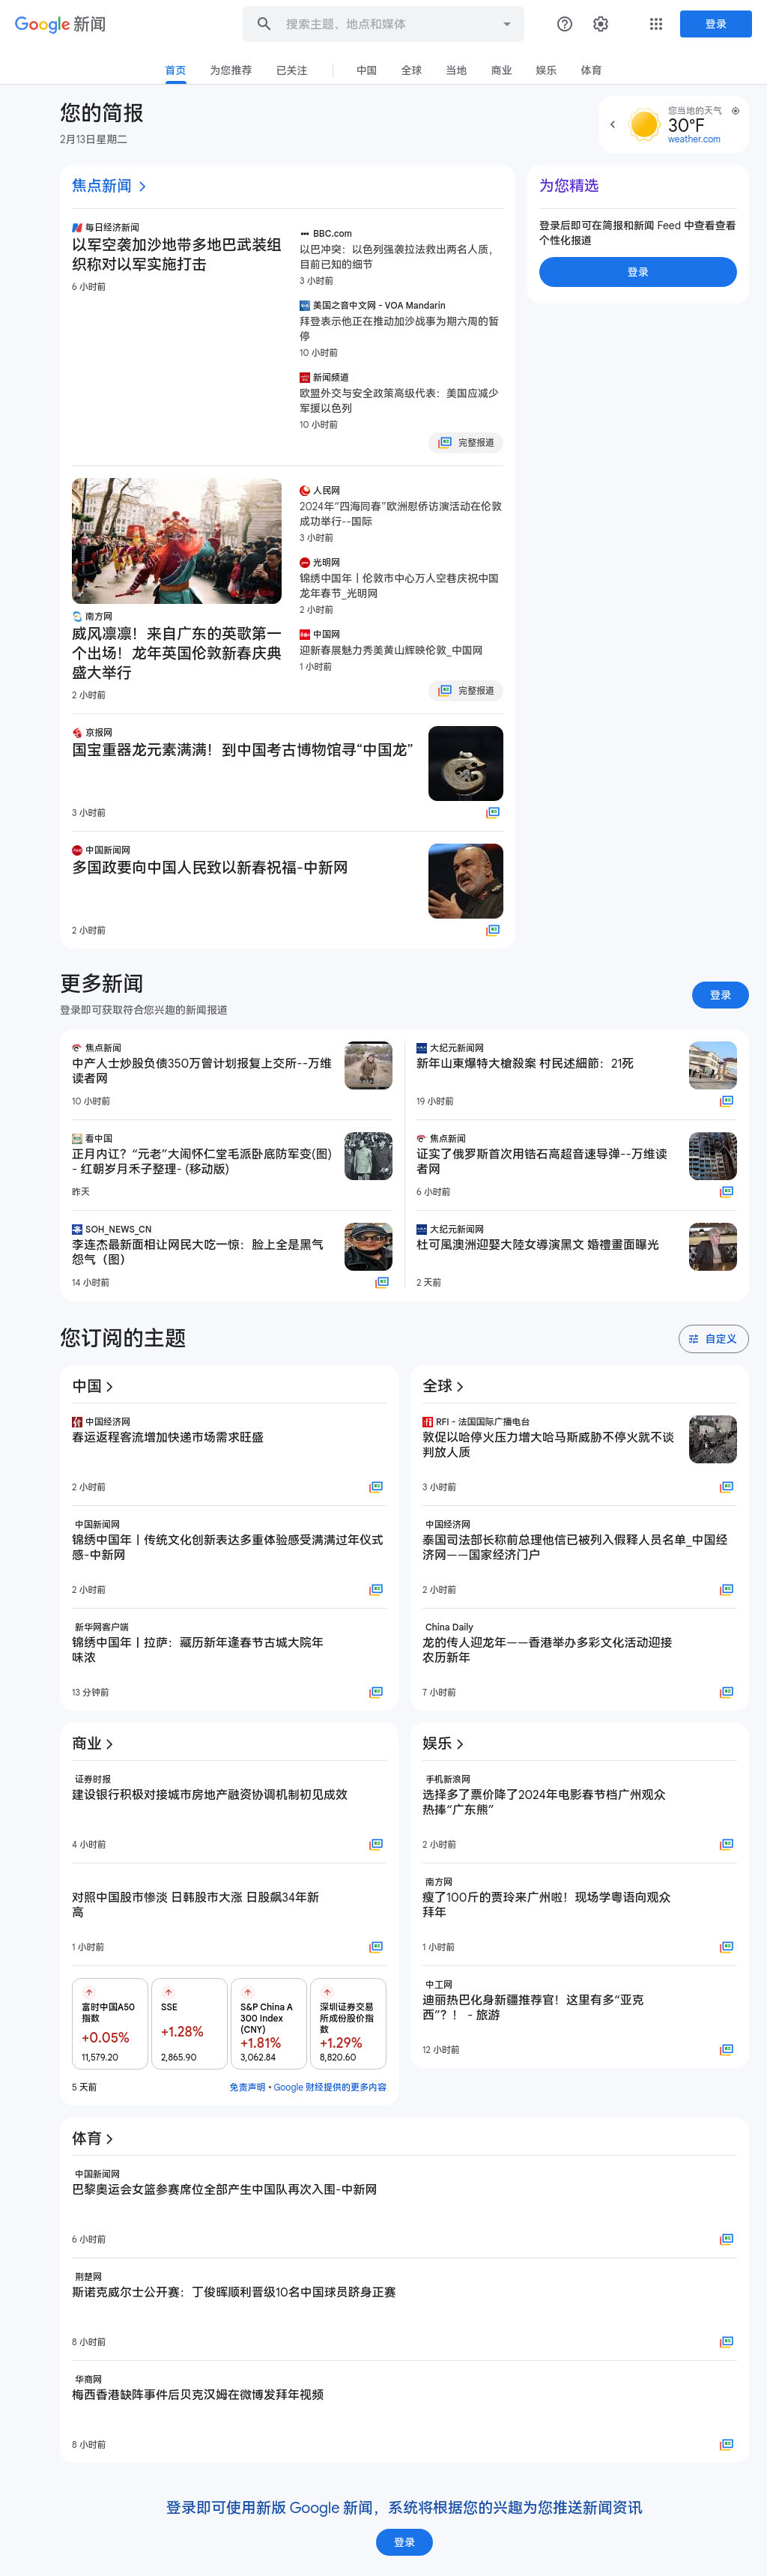 Google 新闻
搜索主题、地点和媒体
登录
首页
为您推荐
已关注
中国
全球
当地
商业
娱乐
体育
您的简报
2月13日星期二
您当地的天气
30°F
weather.com
焦点新闻
每日经济新闻
以军空袭加沙地带多地巴武装组
织称对以军实施打击
6 小时前
BBC.com
以巴冲突：以色列强袭拉法救出两名人质，
目前已知的细节
3 小时前
美国之音中文网 - VOA Mandarin
拜登表示他正在推动加沙战事为期六周的暂
停
10 小时前
新闻频道
欧盟外交与安全政策高级代表：美国应减少
军援以色列
10 小时前
完整报道
为您精选
登录后即可在简报和新闻 Feed 中查看查看
个性化报道
登录
南方网
威风凛凛！来自广东的英歌第一
个出场！龙年英国伦敦新春庆典
盛大举行
2 小时前
人民网
2024年“四海同春”欧洲慰侨访演活动在伦敦
成功举行--国际
3 小时前
光明网
锦绣中国年丨伦敦市中心万人空巷庆祝中国
龙年春节_光明网
2 小时前
中国网
迎新春展魅力秀美黄山辉映伦敦_中国网
1 小时前
完整报道
京报网
国宝重器龙元素满满！到中国考古博物馆寻“中国龙”
3 小时前
中国新闻网
多国政要向中国人民致以新春祝福-中新网
2 小时前
更多新闻
登录即可获取符合您兴趣的新闻报道
登录
焦点新闻
中产人士炒股负债350万曾计划报复上交所--万维
读者网
10 小时前
看中国
正月内讧？“元老”大闹怀仁堂毛派卧底防军变(图)
- 红朝岁月禾子整理- (移动版)
昨天
SOH_NEWS_CN
李连杰最新面相让网民大吃一惊：脸上全是黑气
怨气（图）
14 小时前
大纪元新闻网
新年山東爆特大槍殺案 村民述細節：21死
19 小时前
焦点新闻
证实了俄罗斯首次用锆石高超音速导弹--万维读
者网
6 小时前
大纪元新闻网
杜可風澳洲迎娶大陸女導演黑文 婚禮畫面曝光
2 天前
您订阅的主题
自定义
中国
中国经济网
春运返程客流增加快递市场需求旺盛
2 小时前
中国新闻网
锦绣中国年丨传统文化创新表达多重体验感受满满过年仪式
感-中新网
2 小时前
新华网客户端
锦绣中国年丨拉萨：藏历新年逢春节古城大院年
味浓
13 分钟前
全球
RFI - 法国国际广播电台
敦促以哈停火压力增大哈马斯威胁不停火就不谈
判放人质
3 小时前
中国经济网
泰国司法部长称前总理他信已被列入假释人员名单_中国经
济网——国家经济门户
2 小时前
China Daily
龙的传人迎龙年——香港举办多彩文化活动迎接
农历新年
7 小时前
商业
证券时报
建设银行积极对接城市房地产融资协调机制初见成效
4 小时前
对照中国股市惨淡 日韩股市大涨 日股飙34年新
高
1 小时前
富时中国A50
指数
+0.05%
11,579.20
SSE
+1.28%
2,865.90
S&P China A
300 Index
(CNY)
+1.81%
3,062.84
深圳证券交易
所成份股价指
数
+1.29%
8,820.60
5 天前
免责声明 • Google 财经提供的更多内容
娱乐
手机新浪网
选择多了票价降了2024年电影春节档广州观众
热捧“广东熊”
2 小时前
南方网
瘦了100斤的贾玲来广州啦！现场学粤语向观众
拜年
1 小时前
中工网
迪丽热巴化身新疆推荐官！这里有多“亚克
西”？！ - 旅游
12 小时前
体育
中国新闻网
巴黎奥运会女篮参赛席位全部产生中国队再次入围-中新网
6 小时前
荆楚网
斯诺克威尔士公开赛：丁俊晖顺利晋级10名中国球员跻身正赛
8 小时前
华商网
梅西香港缺阵事件后贝克汉姆在微博发拜年视频
8 小时前
登录即可使用新版 Google 新闻，系统将根据您的兴趣为您推送新闻资讯
登录